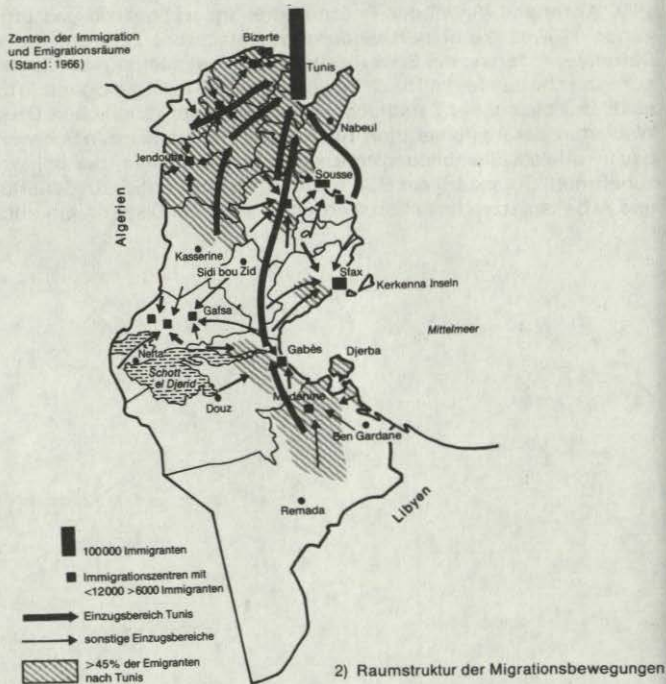 Zentren der Immigration
und Emigrationsräume
(Stand: 1966)
Bizerte
Tunis
Nabeul
Jendouba
Sousse
Algerien
Kasserine
Sidi bou Zid
Sfax
Kerkenna Inseln
Gafsa
Mittelmeer
Nefta
Gabès
Djerba
Schott
el Djerid
Douz
Medenine
Ben Gardane
Remada
Libyen
100000 Immigranten
Immigrationszentren mit
<12000 >6000 Immigranten
Einzugsbereich Tunis
sonstige Einzugsbereiche
>45% der Emigranten
nach Tunis
2) Raumstruktur der Migrationsbewegungen